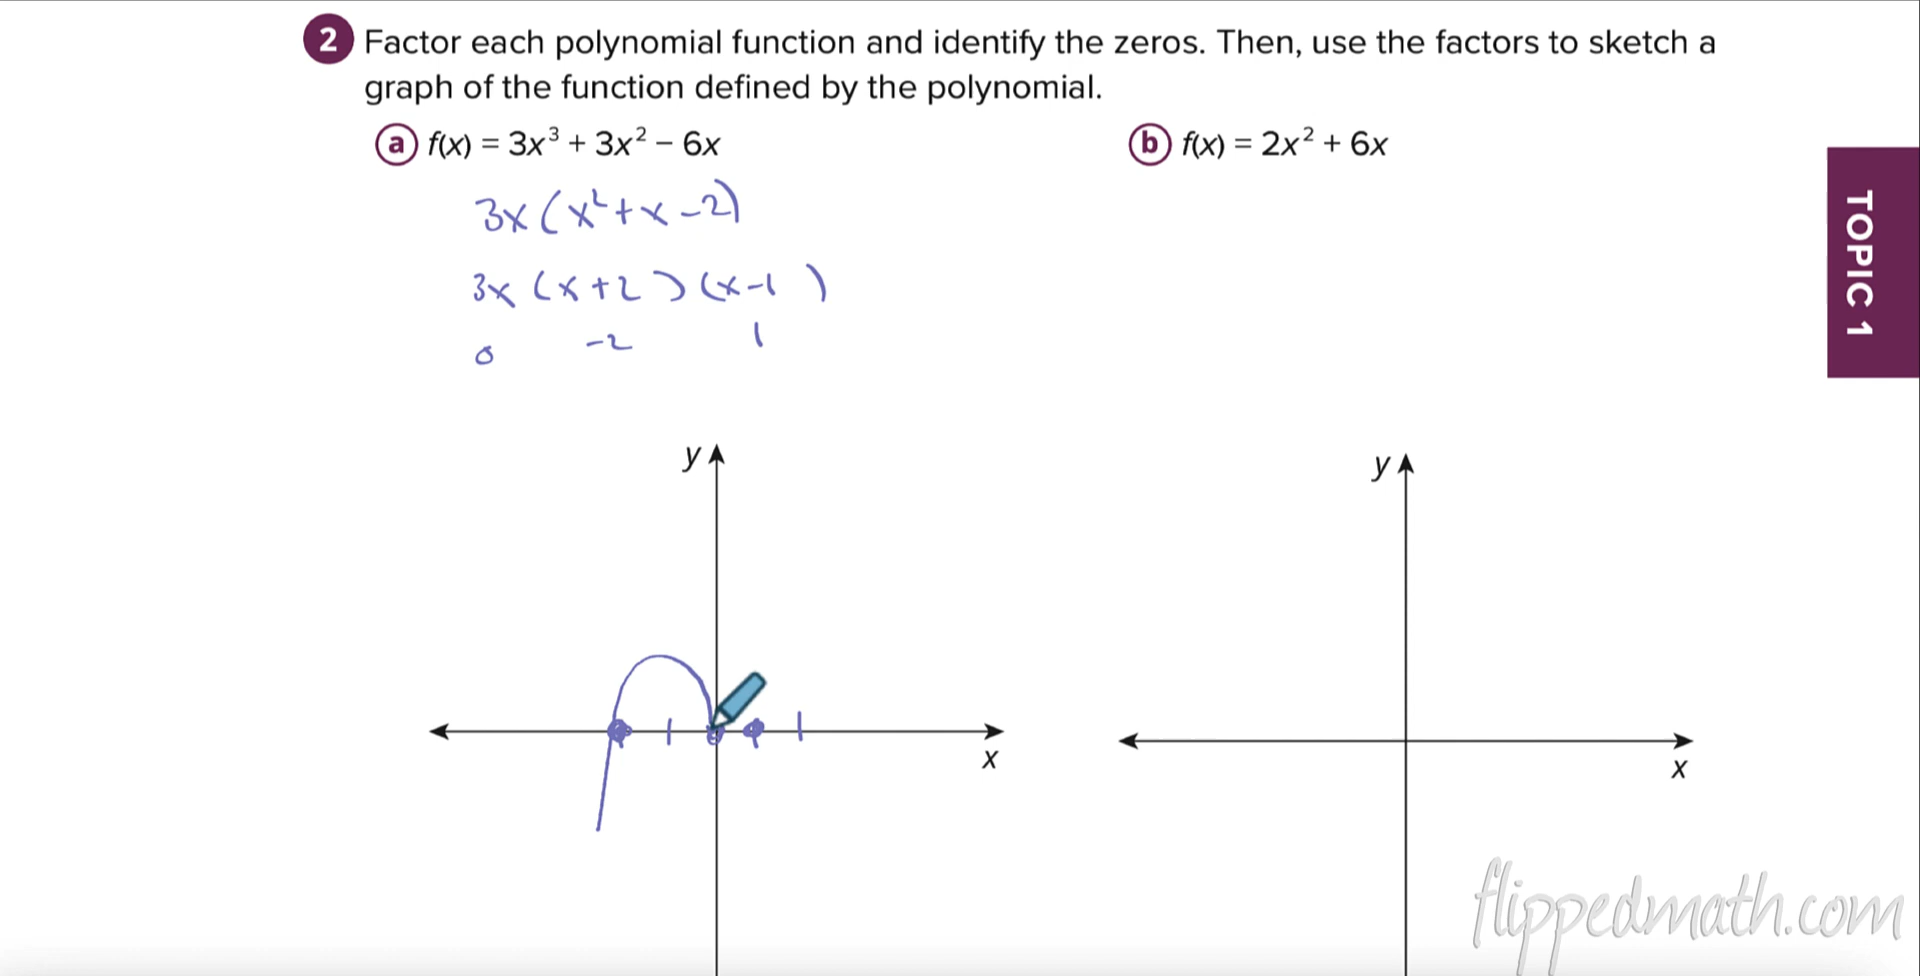 2 Factor each polynomial function and identify the zeros. Then, use the factors to sketch a
graph of the function defined by the polynomial.
a f(x) = 3x³ + 3x² – 6x
3x(x²+x-2)
3x(x+2)(x-1)
0 -2 1
y
x
b f(x) = 2x² + 6x
y
x
TOPIC 1
flippedmath.com